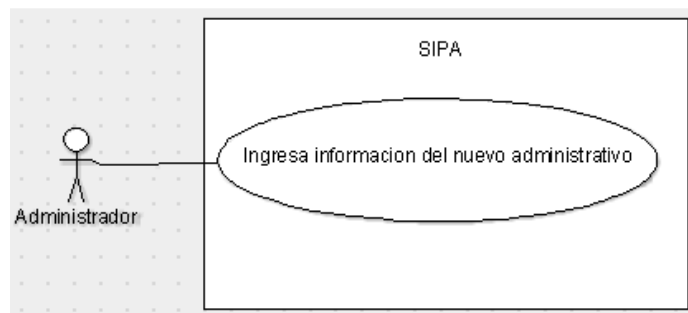 SIPA
Ingresa informacion del nuevo administrativo
Administrador